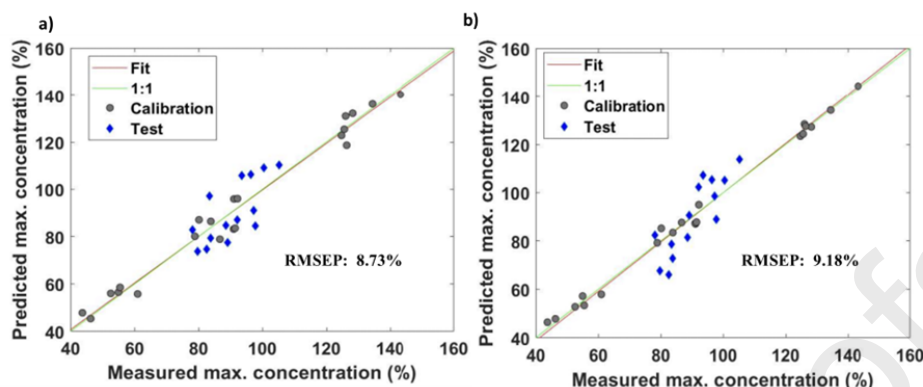 a)
160
140
120
100
80
60
40
40 60 80 100 120 140 160
Predicted max. concentration (%)
Measured max. concentration (%)
Fit
1:1
Calibration
Test
RMSEP: 8.73%
b)
160
140
120
100
80
60
40
40 60 80 100 120 140 160
Predicted max. concentration (%)
Measured max. concentration (%)
Fit
1:1
Calibration
Test
RMSEP: 9.18%